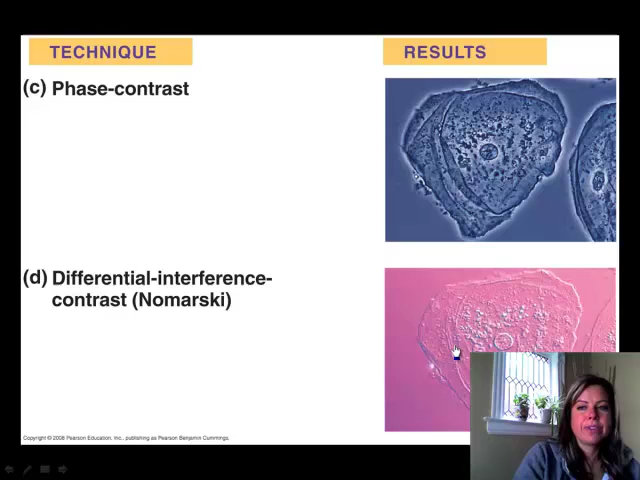 TECHNIQUE
RESULTS
(c) Phase-contrast
(d) Differential-interference-
contrast (Nomarski)
Copyright © 2008 Pearson Education, Inc., publishing as Pearson Benjamin Cummings.